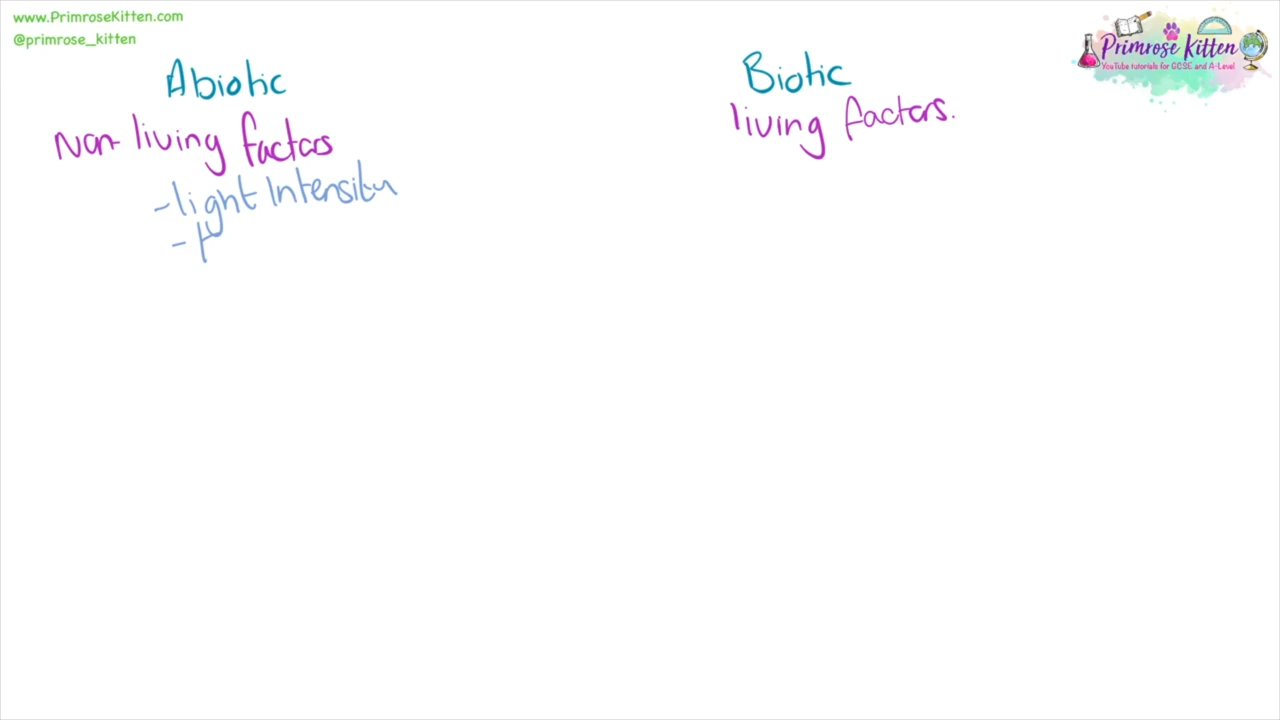 www.PrimroseKitten.com
@primrose_kitten
Primrose Kitten
YouTube tutorials for GCSE and A-Level
Abiotic
Non living factors
- light Intensity
-
Biotic
living factors.